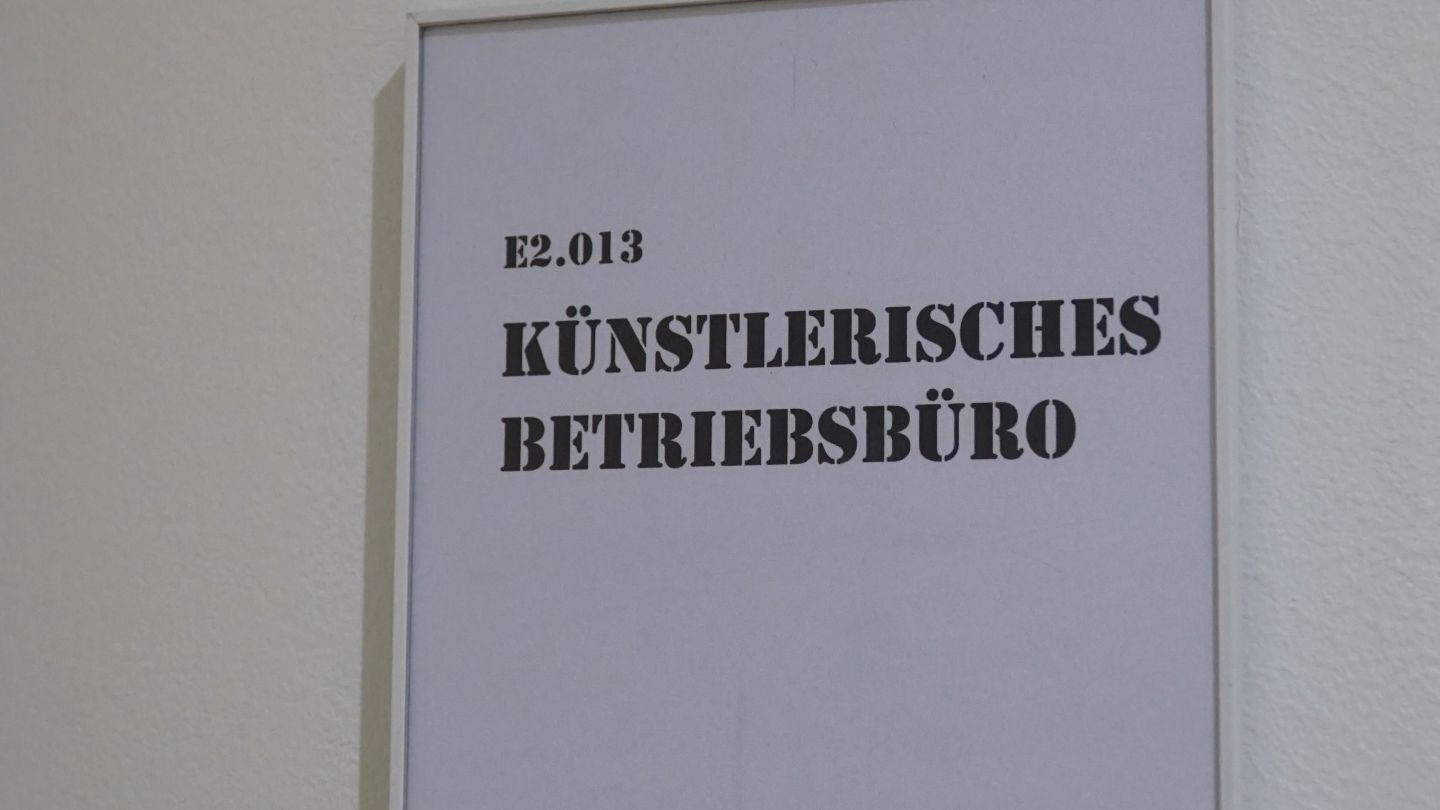 E2.013
KÜNSTLERISCHES
BETRIEBSBÜRO